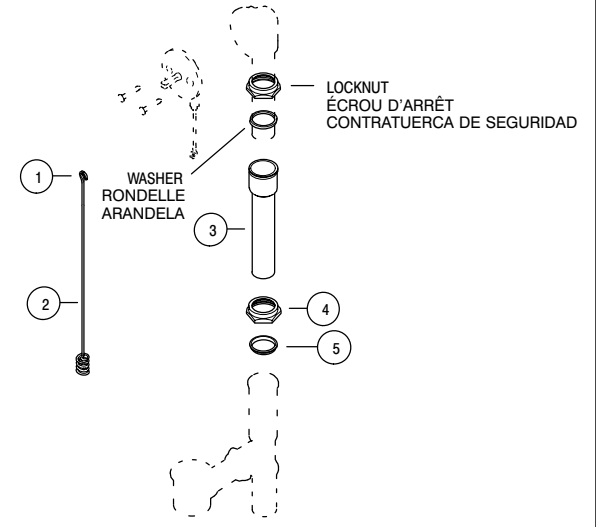 LOCKNUT
ÉCROU D'ARRÊT
CONTRATUERCA DE SEGURIDAD
WASHER
RONDELLE
ARANDELA
1
2
3
4
5